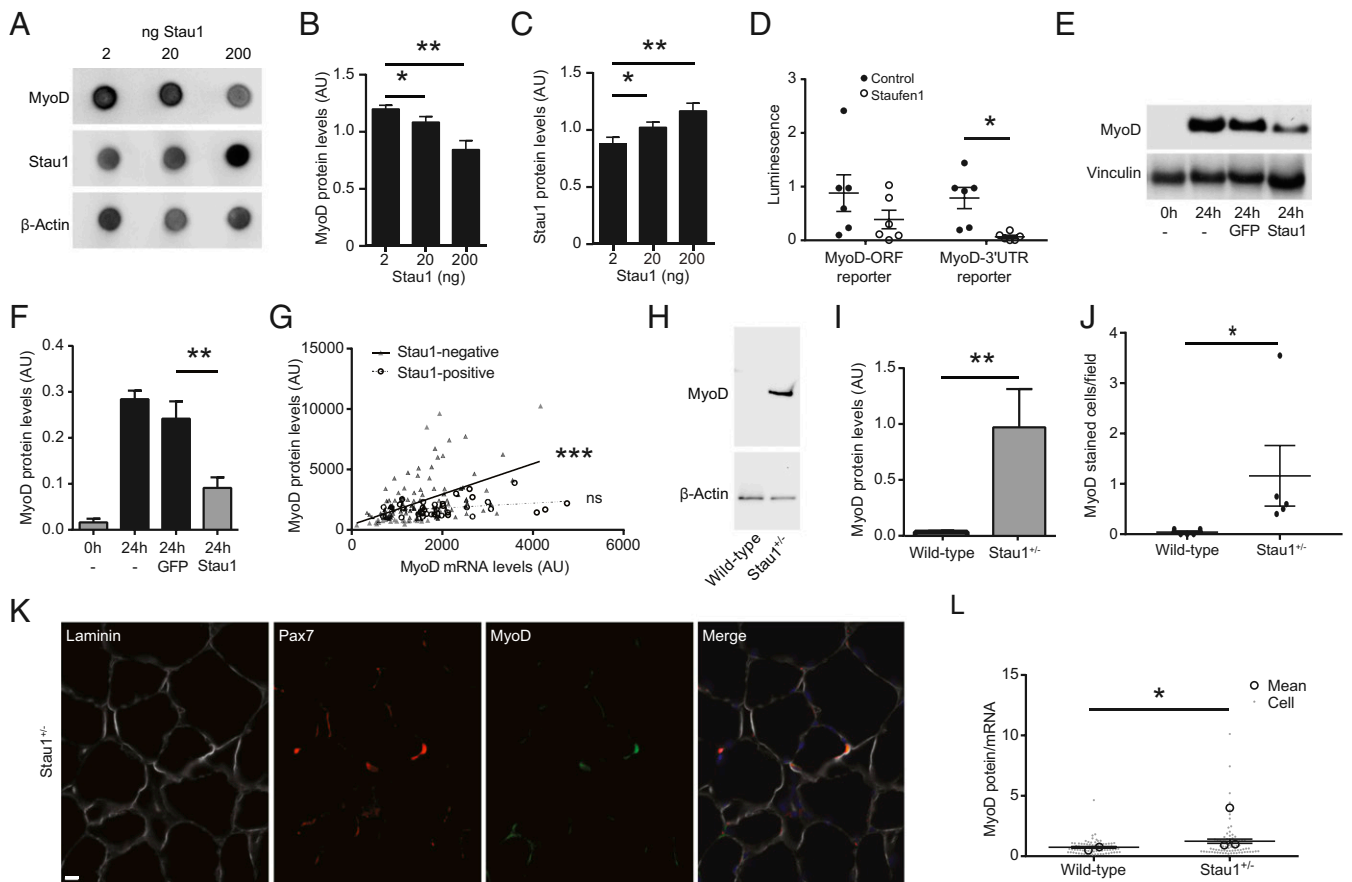 A
ng Stau1
2 20 200
MyoD
Stau1
β-Actin
B
**
*
MyoD protein levels (AU)
1.5
1.0
0.5
0.0
2 20 200
Stau1 (ng)
C
**
*
Stau1 protein levels (AU)
1.5
1.0
0.5
0.0
2 20 200
Stau1 (ng)
D
Control
Staufen1
*
Luminescence
3
2
1
0
MyoD-ORF
reporter
MyoD-3'UTR
reporter
E
MyoD
Vinculin
0h 24h 24h 24h
- - GFP Stau1
F
**
MyoD protein levels (AU)
0.4
0.3
0.2
0.1
0.0
0h 24h 24h 24h
- - GFP Stau1
G
Stau1-negative
Stau1-positive
MyoD protein levels (AU)
15000
10000
5000
0
***
ns
0 2000 4000 6000
MyoD mRNA levels (AU)
H
MyoD
β-Actin
Wild-type
Stau1+/-
I
**
MyoD protein levels (AU)
1.5
1.0
0.5
0.0
Wild-type Stau1+/-
J
*
MyoD stained cells/field
4
3
2
1
0
Wild-type Stau1+/-
K
Stau1+/-
Laminin
Pax7
MyoD
Merge
L
*
Mean
Cell
MyoD potein/mRNA
15
10
5
0
Wild-type Stau1+/-